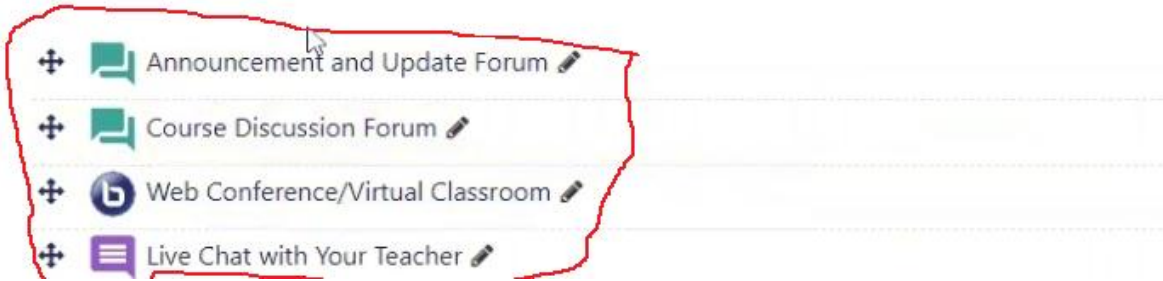 Announcement and Update Forum
Course Discussion Forum
Web Conference/Virtual Classroom
Live Chat with Your Teacher